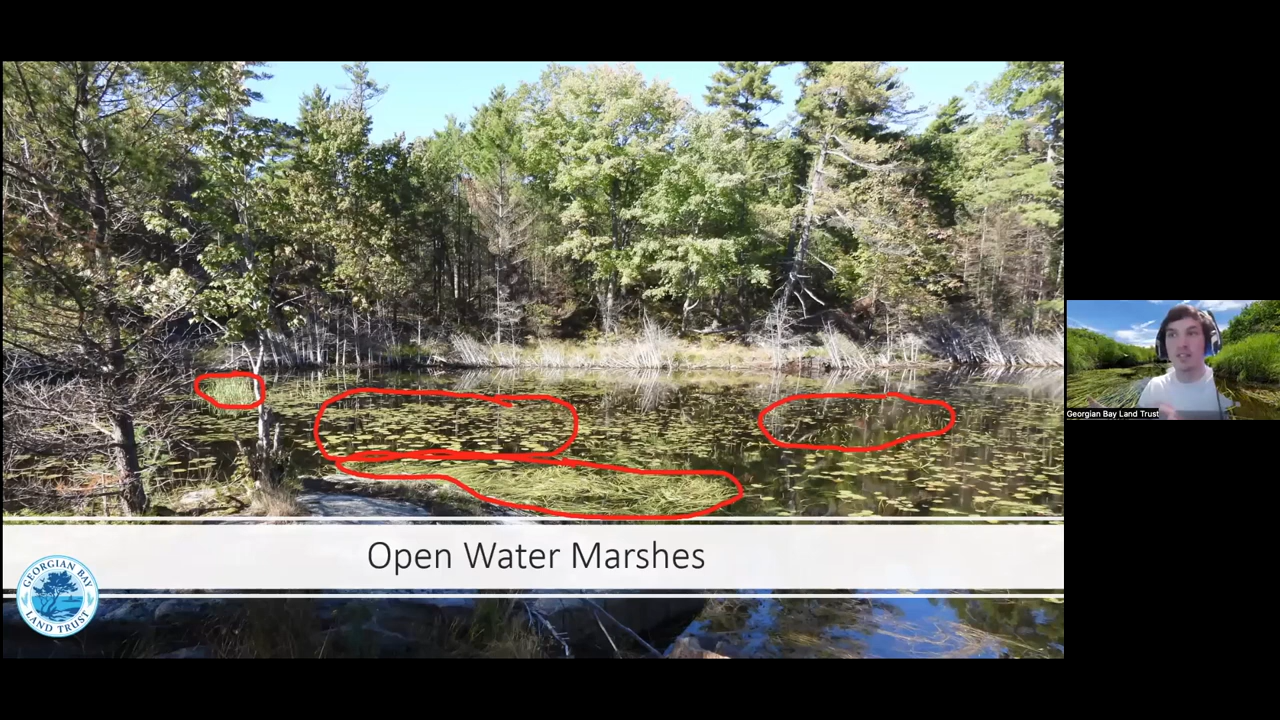 Open Water Marshes
GEORGIAN BAY
LAND TRUST
Georgian Bay Land Trust